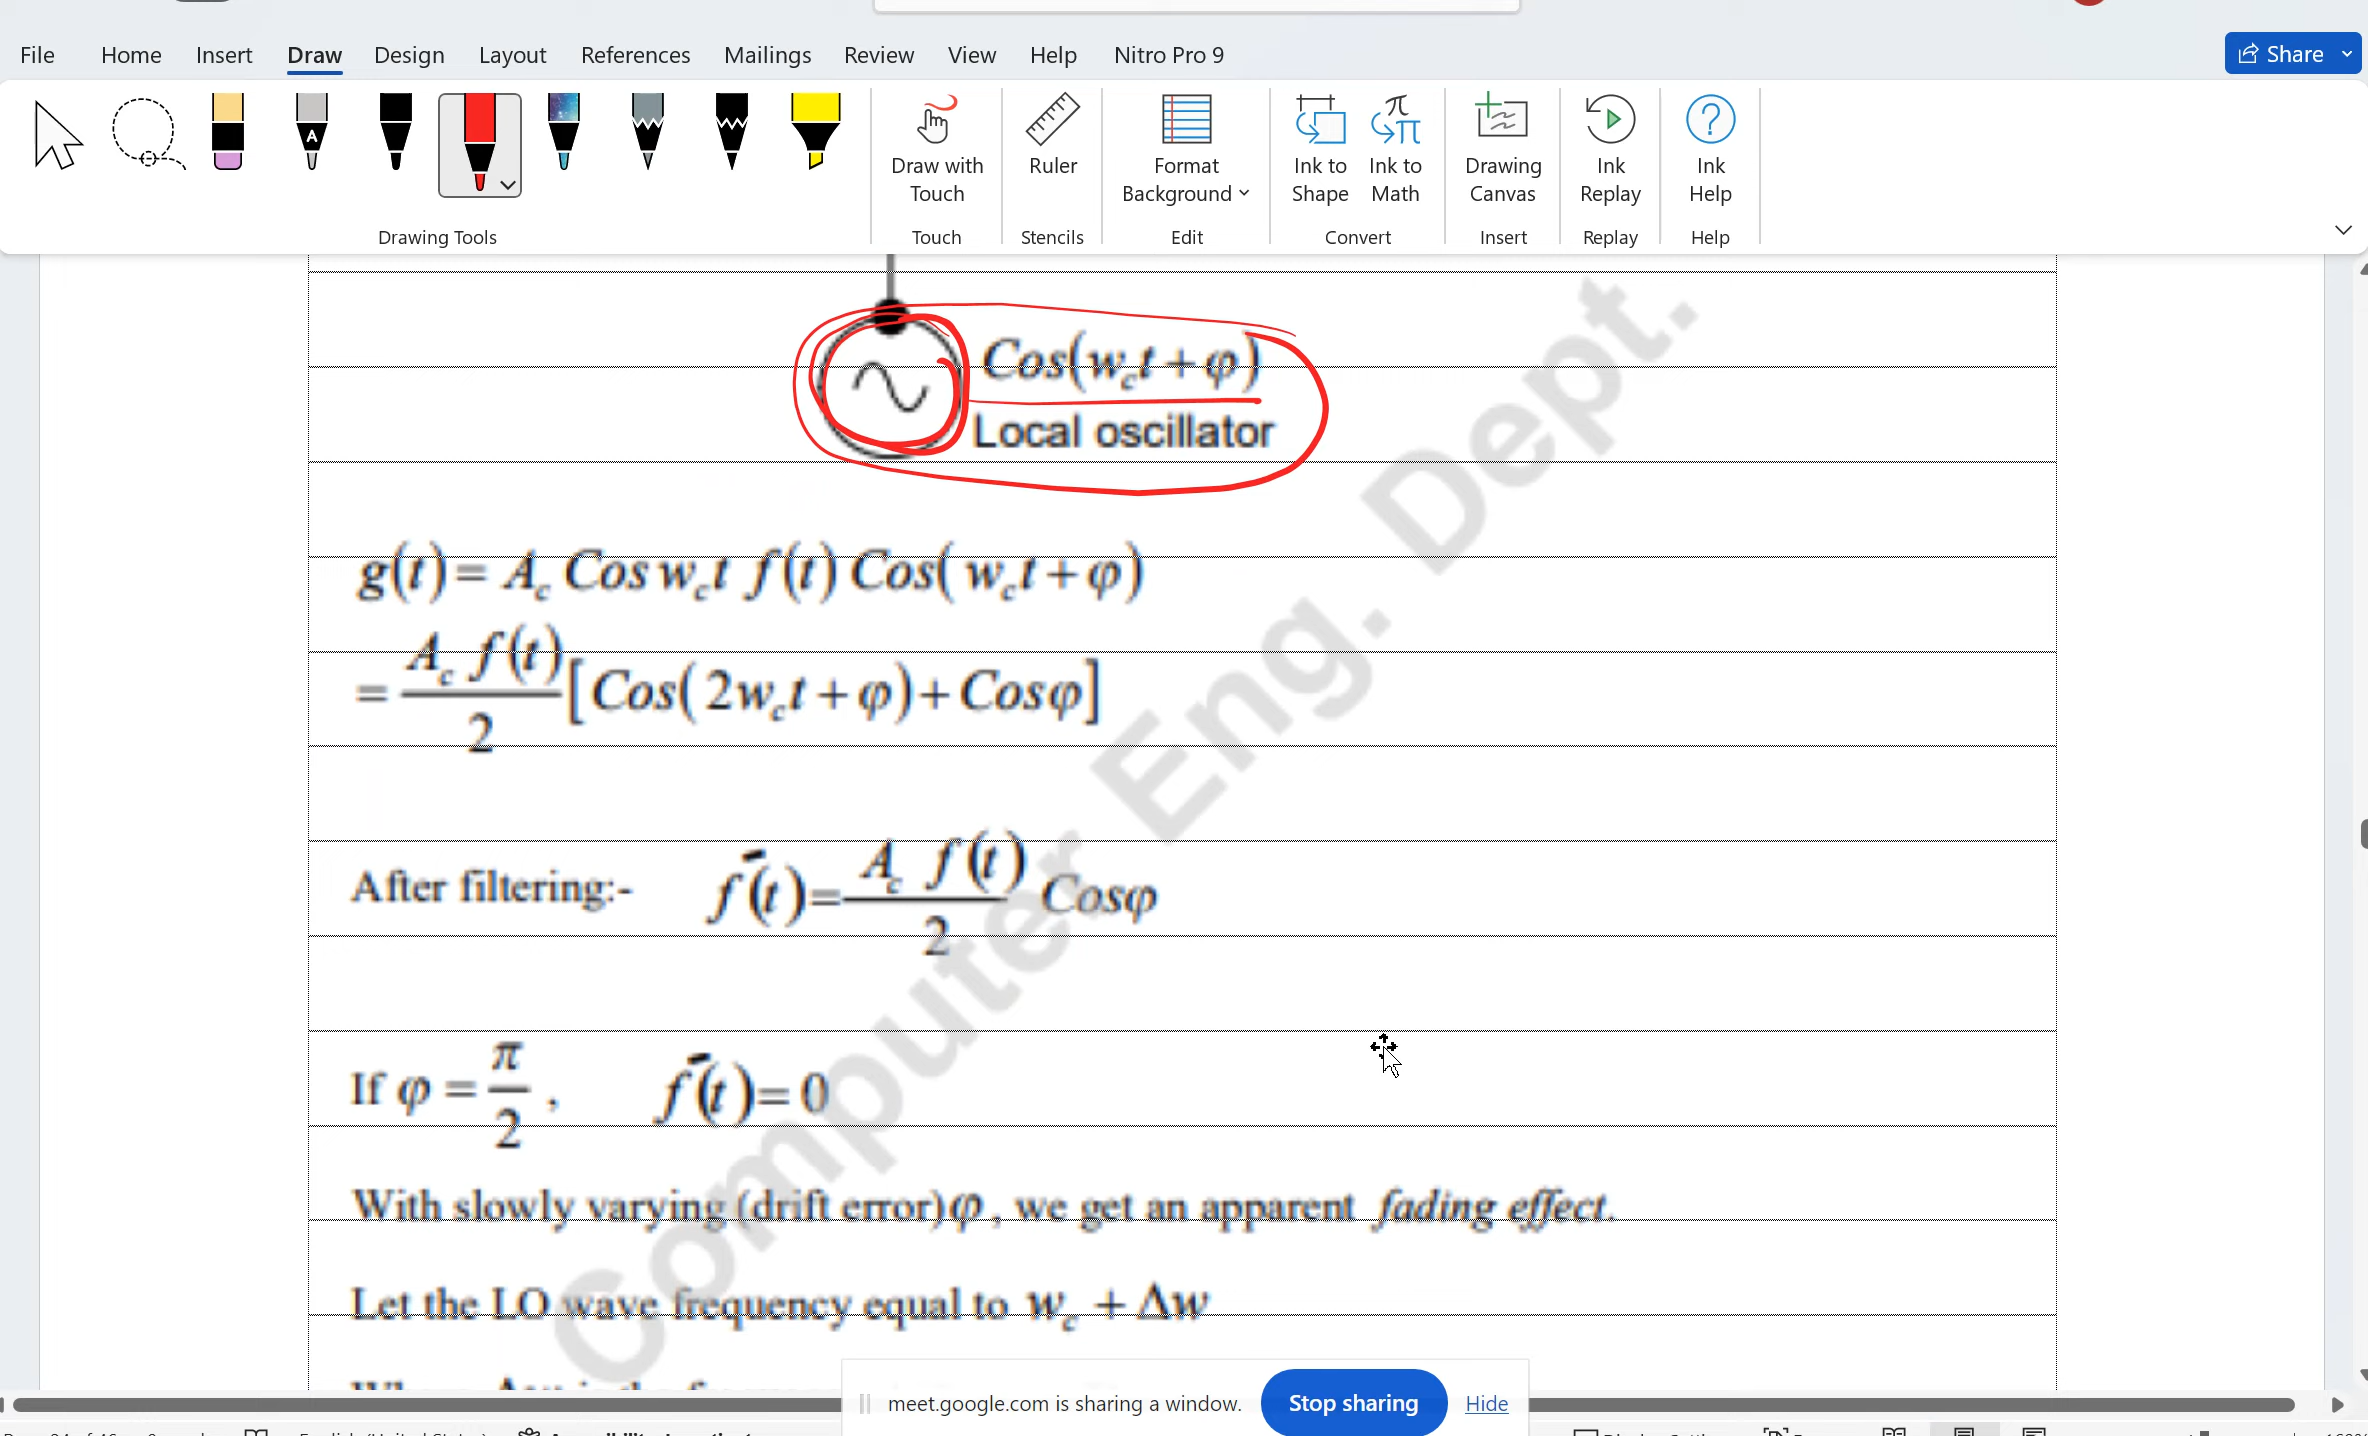 File Home Insert Draw Design Layout References Mailings Review View Help Nitro Pro 9 Share
A
Draw with Touch
Ruler
Format Background
Ink to Shape
Ink to Math
Drawing Canvas
Ink Replay
Ink Help
Drawing Tools Touch Stencils Edit Convert Insert Replay Help
Cos(w_c t + φ)
Local oscillator
g(t) = A_c Cos w_c t f(t) Cos( w_c t + φ)
= A_c f(t)/2 [Cos(2w_c t + φ) + Cosφ]
After filtering:- f̄(t) = A_c f(t)/2 Cosφ
If φ = π/2 , f̄(t) = 0
With slowly varying (drift error) φ , we get an apparent fading effect.
Let the LO wave frequency equal to w_c + Δw
Computer Eng. Dept.
meet.google.com is sharing a window. Stop sharing Hide